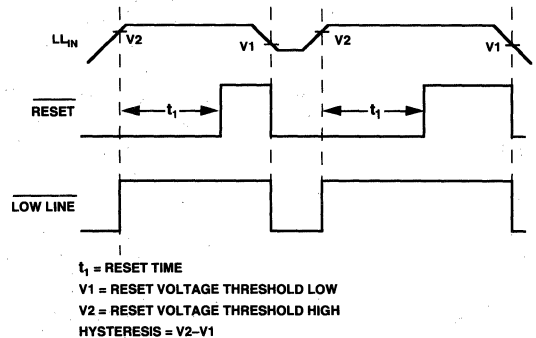 LLIN
V2
V1
V2
V1
RESET
t1
t1
LOW LINE
t1 = RESET TIME
V1 = RESET VOLTAGE THRESHOLD LOW
V2 = RESET VOLTAGE THRESHOLD HIGH
HYSTERESIS = V2–V1